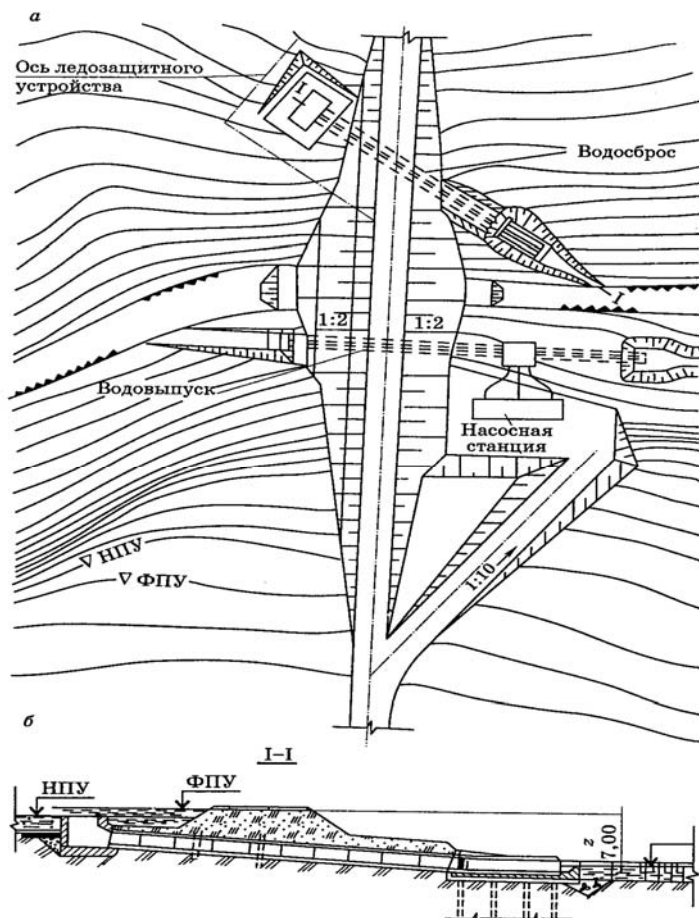 а
Ось ледозащитного
устройства
I
Водосброс
I
1:2
1:2
Водовыпуск
Насосная
станция
∇ НПУ
∇ ФПУ
1:10
б
I–I
НПУ
ФПУ
z
7,00